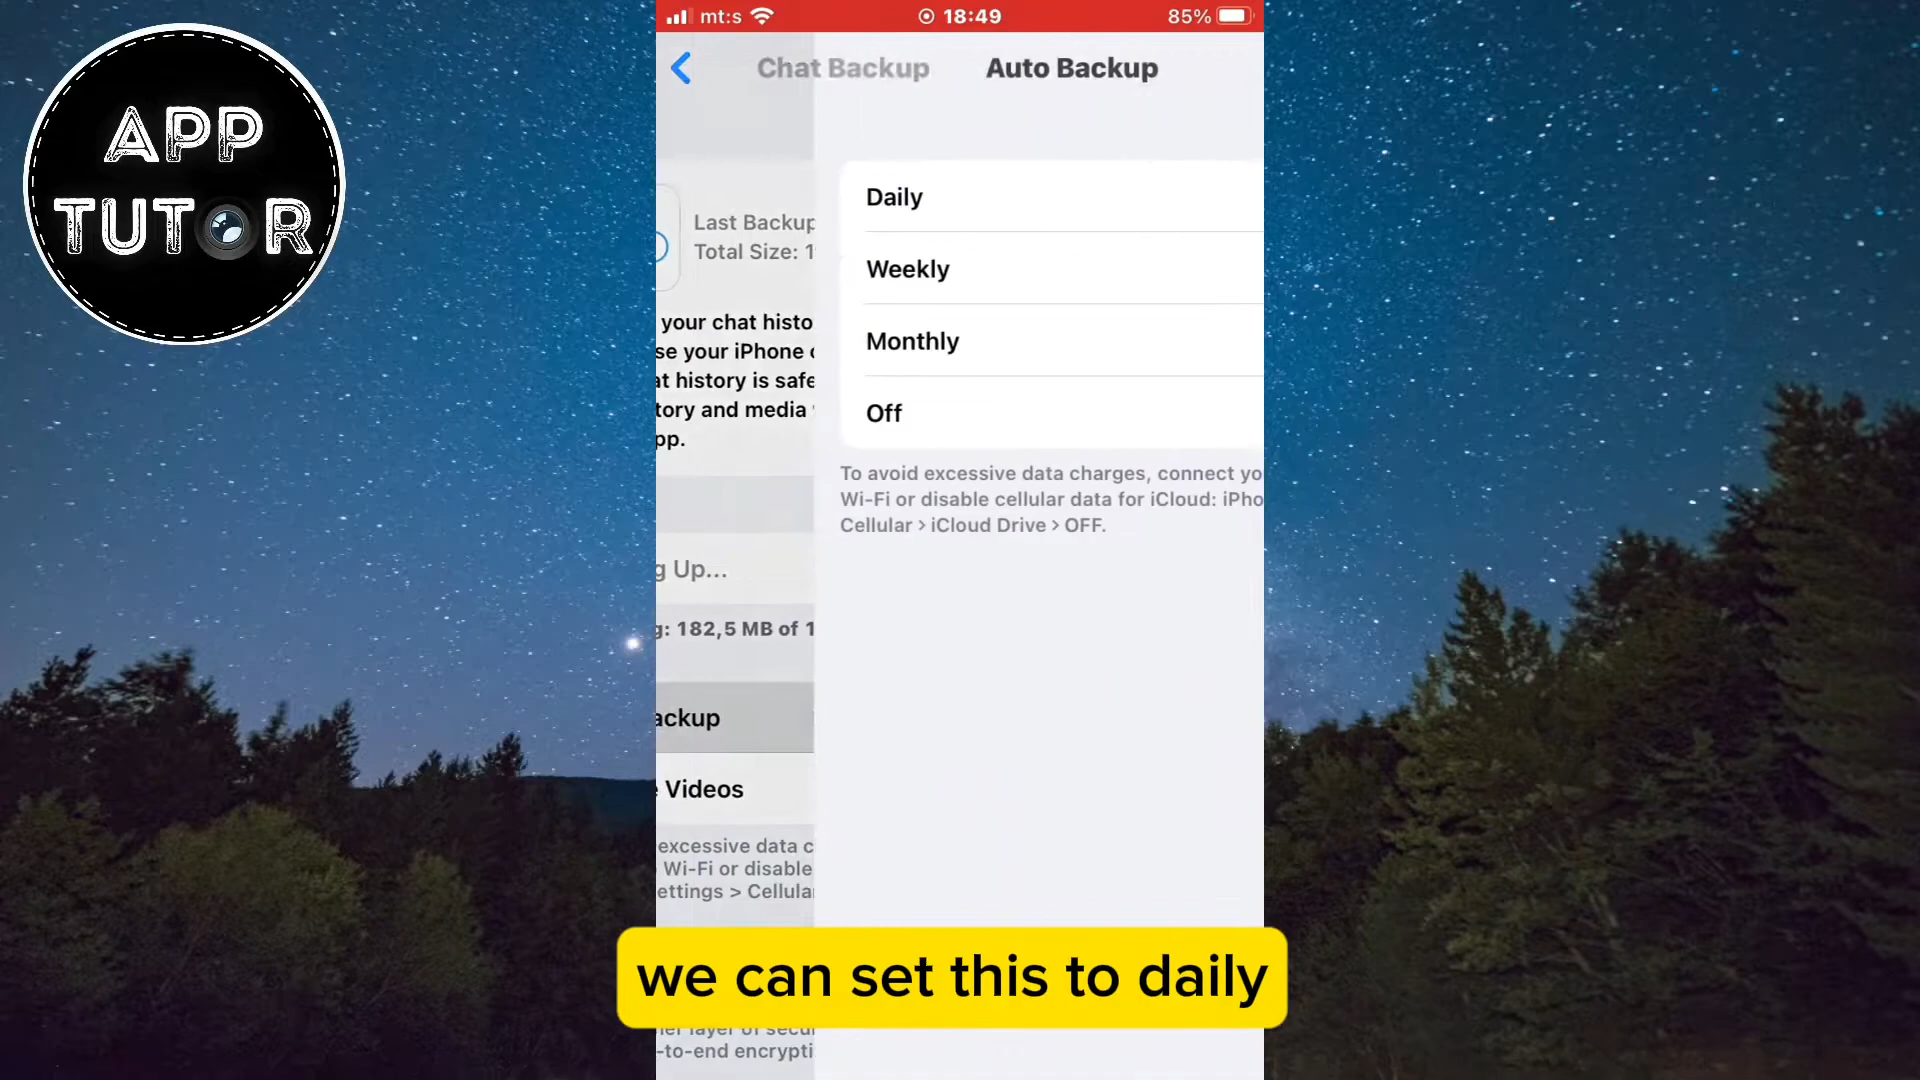 APP
TUTOR
mt:s
18:49
85%
Chat Backup
Auto Backup
Last Backup
Total Size: 1
your chat histo
se your iPhone
at history is safe
tory and media
pp.
g Up...
g: 182,5 MB of 1
ackup
Videos
excessive data c
Wi-Fi or disable
ettings > Cellular
to-end encrypti
Daily
Weekly
Monthly
Off
To avoid excessive data charges, connect yo
Wi-Fi or disable cellular data for iCloud: iPho
Cellular > iCloud Drive > OFF.
we can set this to daily